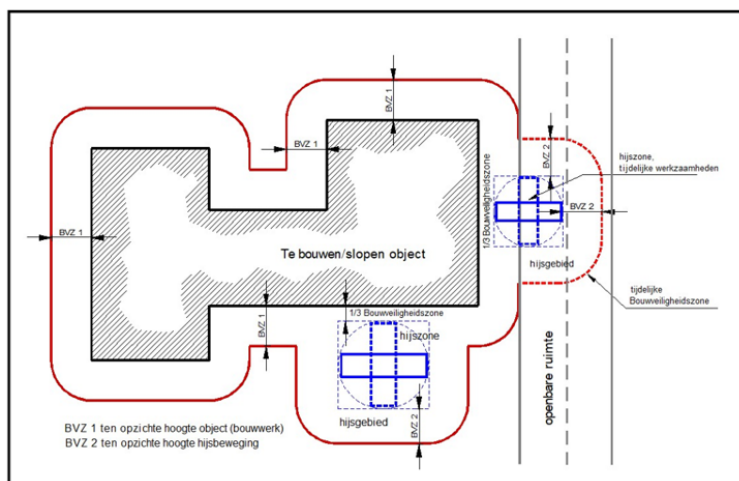 BVZ 1
BVZ 1
BVZ 2
hijszone,
tijdelijke werkzaamheden
1/3 Bouwveiligheidszone
BVZ 2
BVZ 1
Te bouwen/slopen object
hijsgebied
tijdelijke
Bouwveiligheidszone
BVZ 1
1/3 Bouwveiligheidszone
hijszone
openbare ruimte
hijsgebied
BVZ 2
BVZ 1 ten opzichte hoogte object (bouwwerk)
BVZ 2 ten opzichte hoogte hijsbeweging